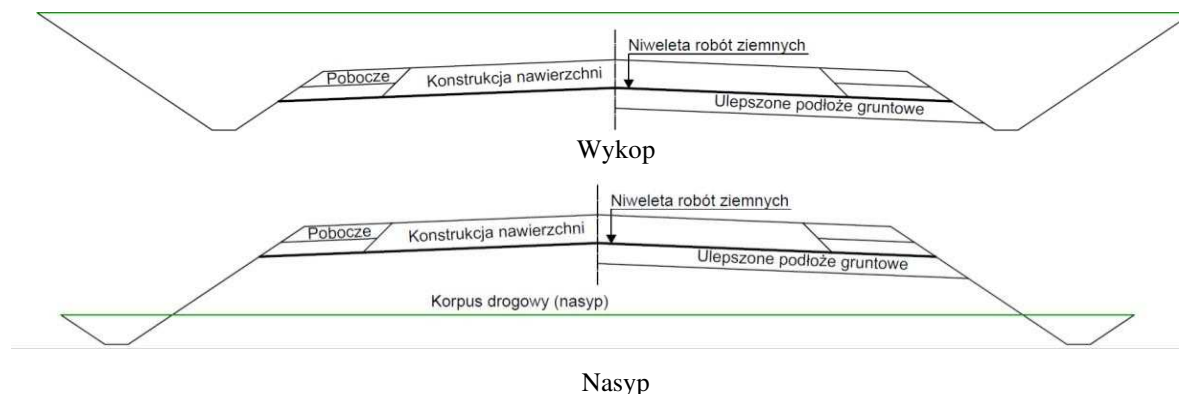 Niweleta robót ziemnych
Pobocze
Konstrukcja nawierzchni
Ulepszone podłoże gruntowe
Wykop
Niweleta robót ziemnych
Pobocze
Konstrukcja nawierzchni
Ulepszone podłoże gruntowe
Korpus drogowy (nasyp)
Nasyp